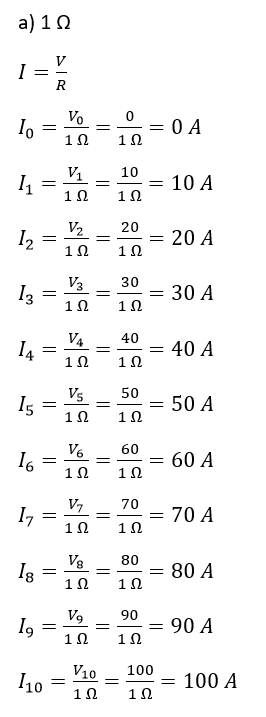 a) 1 Ω
I = V/R
I₀ = V₀/1 Ω = 0/1 Ω = 0 A
I₁ = V₁/1 Ω = 10/1 Ω = 10 A
I₂ = V₂/1 Ω = 20/1 Ω = 20 A
I₃ = V₃/1 Ω = 30/1 Ω = 30 A
I₄ = V₄/1 Ω = 40/1 Ω = 40 A
I₅ = V₅/1 Ω = 50/1 Ω = 50 A
I₆ = V₆/1 Ω = 60/1 Ω = 60 A
I₇ = V₇/1 Ω = 70/1 Ω = 70 A
I₈ = V₈/1 Ω = 80/1 Ω = 80 A
I₉ = V₉/1 Ω = 90/1 Ω = 90 A
I₁₀ = V₁₀/1 Ω = 100/1 Ω = 100 A